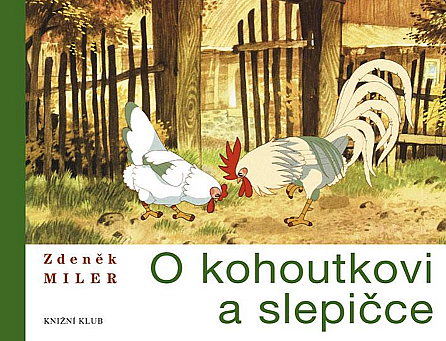 Zdeněk
MILER
O kohoutkovi
a slepičce
KNIŽNÍ KLUB